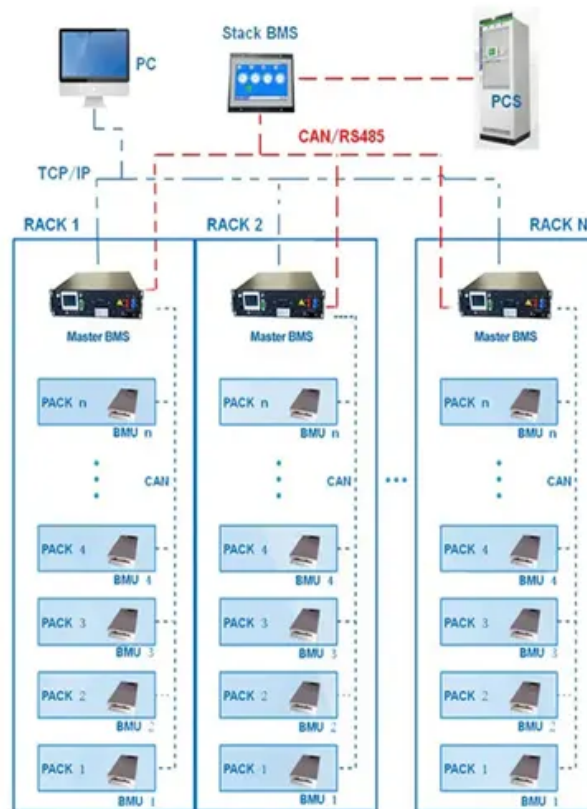 Stack BMS
PC
PCS
CAN/RS485
TCP/IP
RACK 1
RACK 2
RACK N
Master BMS
Master BMS
Master BMS
PACK n
BMU n
PACK n
BMU n
PACK n
BMU n
CAN
CAN
CAN
PACK 4
BMU 4
PACK 4
BMU 4
PACK 4
BMU 4
PACK 3
BMU 3
PACK 3
BMU 3
PACK 3
BMU 3
PACK 2
BMU 2
PACK 2
BMU 2
PACK 2
BMU 2
PACK 1
BMU 1
PACK 1
BMU 1
PACK 1
BMU 1